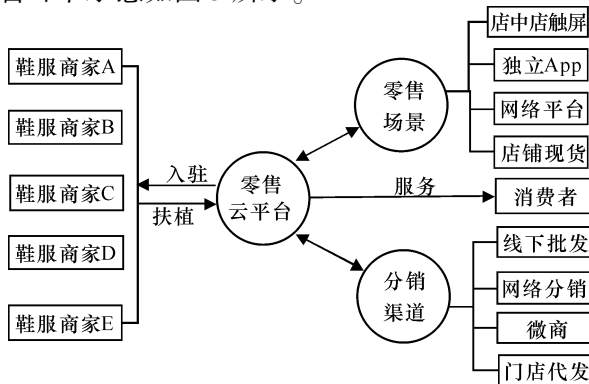 鞋服商家A
鞋服商家B
鞋服商家C
鞋服商家D
鞋服商家E
入驻
扶植
零售
云平台
零售
场景
服务
分销
渠道
店中店触屏
独立App
网络平台
店铺现货
消费者
线下批发
网络分销
微商
门店代发